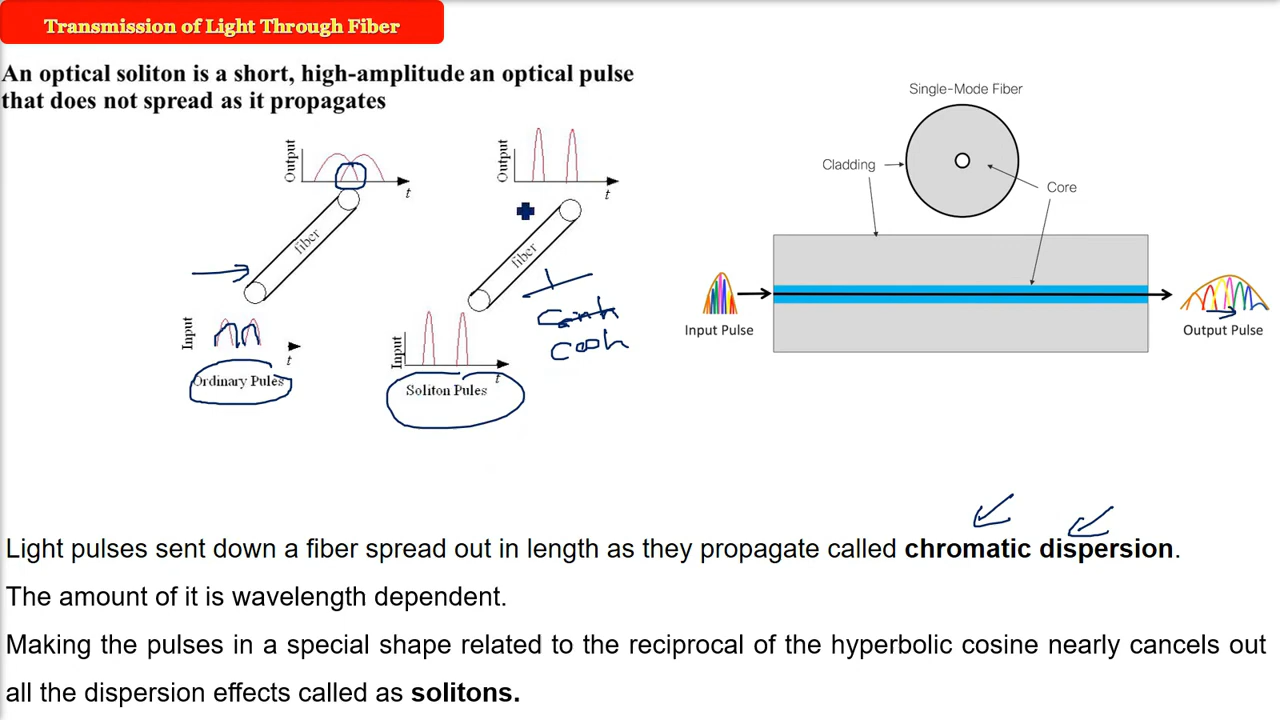 Transmission of Light Through Fiber
An optical soliton is a short, high-amplitude an optical pulse
that does not spread as it propagates
Output
t
fiber
Input
t
Ordinary Pules
Output
t
fiber
Input
t
Soliton Pules
1
cosh
Single-Mode Fiber
Cladding
Core
Input Pulse
Output Pulse
Light pulses sent down a fiber spread out in length as they propagate called chromatic dispersion.
The amount of it is wavelength dependent.
Making the pulses in a special shape related to the reciprocal of the hyperbolic cosine nearly cancels out
all the dispersion effects called as solitons.